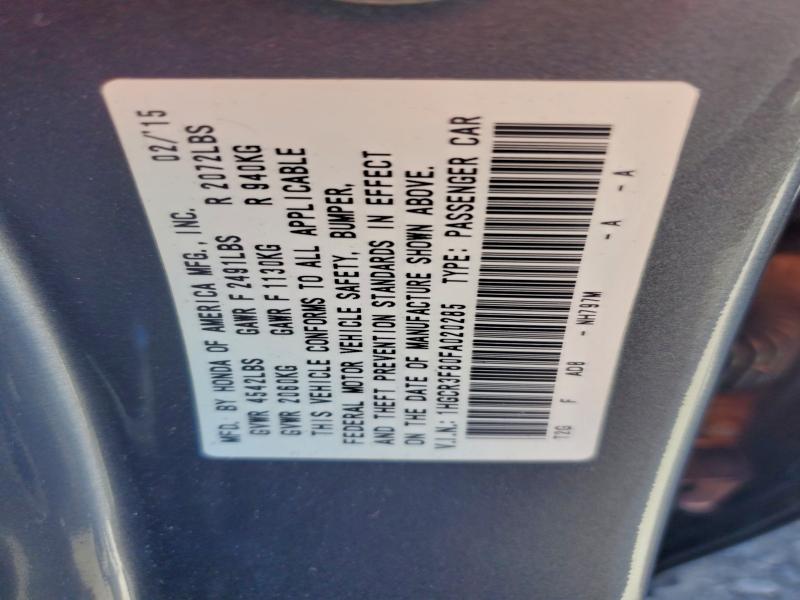 MFD. BY HONDA OF AMERICA MFG., INC. 02/'15
GVWR 4542LBS GAWR F 2491LBS R 2072LBS
GVWR 2060KG GAWR F 1130KG R 940KG
THIS VEHICLE CONFORMS TO ALL APPLICABLE
FEDERAL MOTOR VEHICLE SAFETY, BUMPER,
AND THEFT PREVENTION STANDARDS IN EFFECT
ON THE DATE OF MANUFACTURE SHOWN ABOVE.
V.I.N.: 1HGCR3F80FA020285 TYPE: PASSENGER CAR
T2G F AD8 - NH797M - A - A